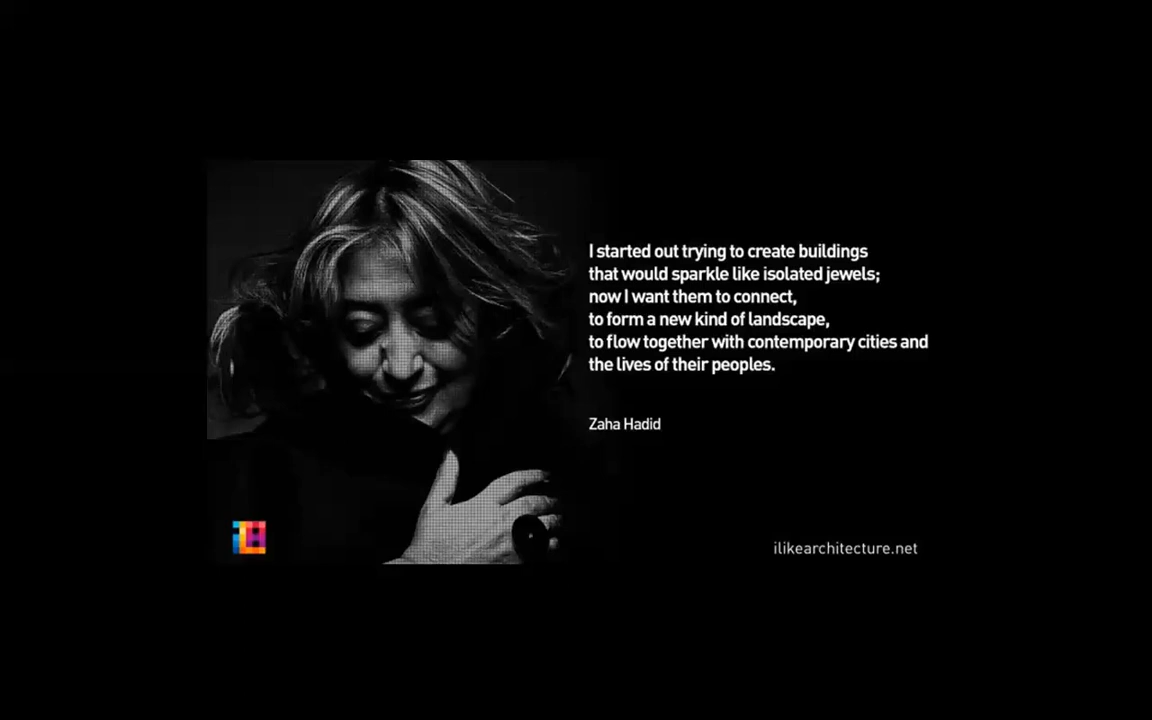 I started out trying to create buildings
that would sparkle like isolated jewels;
now I want them to connect,
to form a new kind of landscape,
to flow together with contemporary cities and
the lives of their peoples.
Zaha Hadid
ilikearchitecture.net